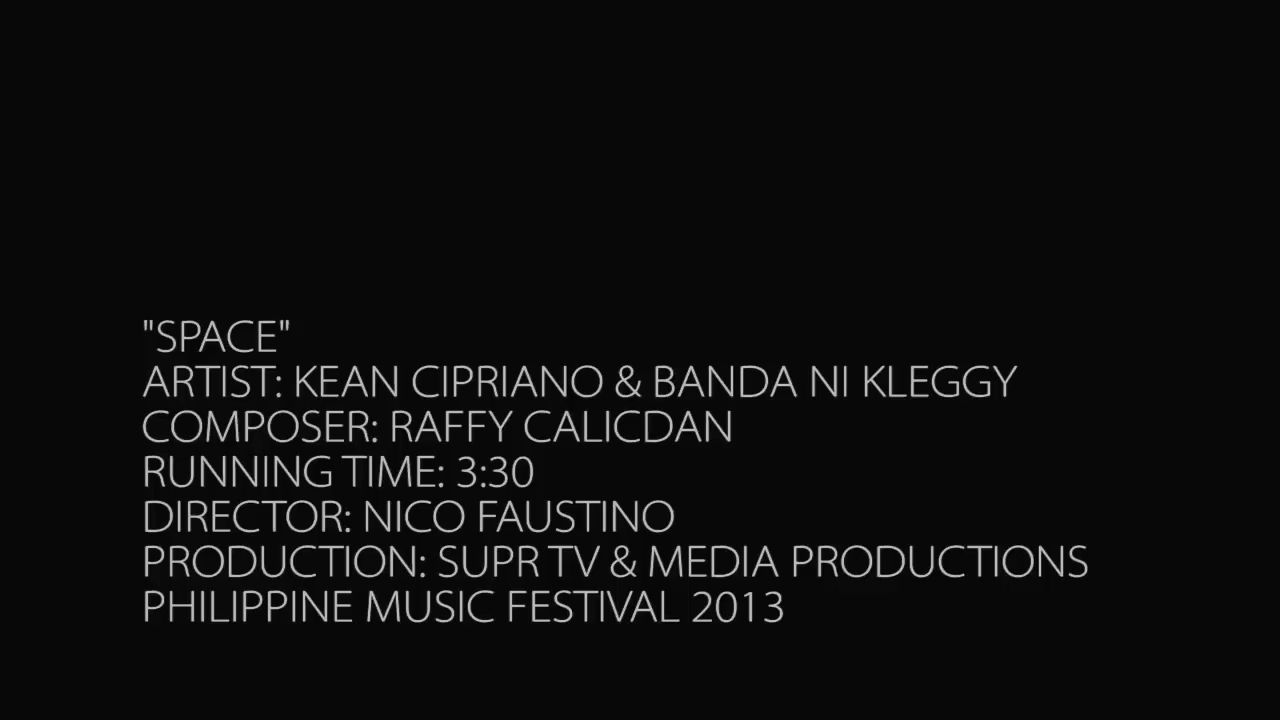 "SPACE"
ARTIST: KEAN CIPRIANO & BANDA NI KLEGGY
COMPOSER: RAFFY CALICDAN
RUNNING TIME: 3:30
DIRECTOR: NICO FAUSTINO
PRODUCTION: SUPR TV & MEDIA PRODUCTIONS
PHILIPPINE MUSIC FESTIVAL 2013